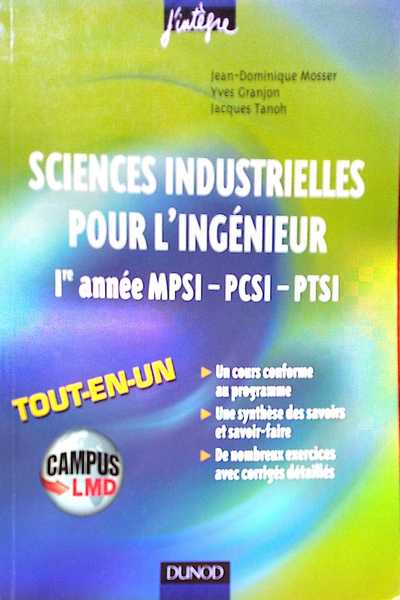 J'intègre
Jean-Dominique Mosser
Yves Granjon
Jacques Tanoh
SCIENCES INDUSTRIELLES
POUR L'INGÉNIEUR
1re année MPSI – PCSI – PTSI
TOUT-EN-UN
Un cours conforme
au programme
Une synthèse des savoirs
et savoir-faire
De nombreux exercices
avec corrigés détaillés
CAMPUS
LMD
DUNOD